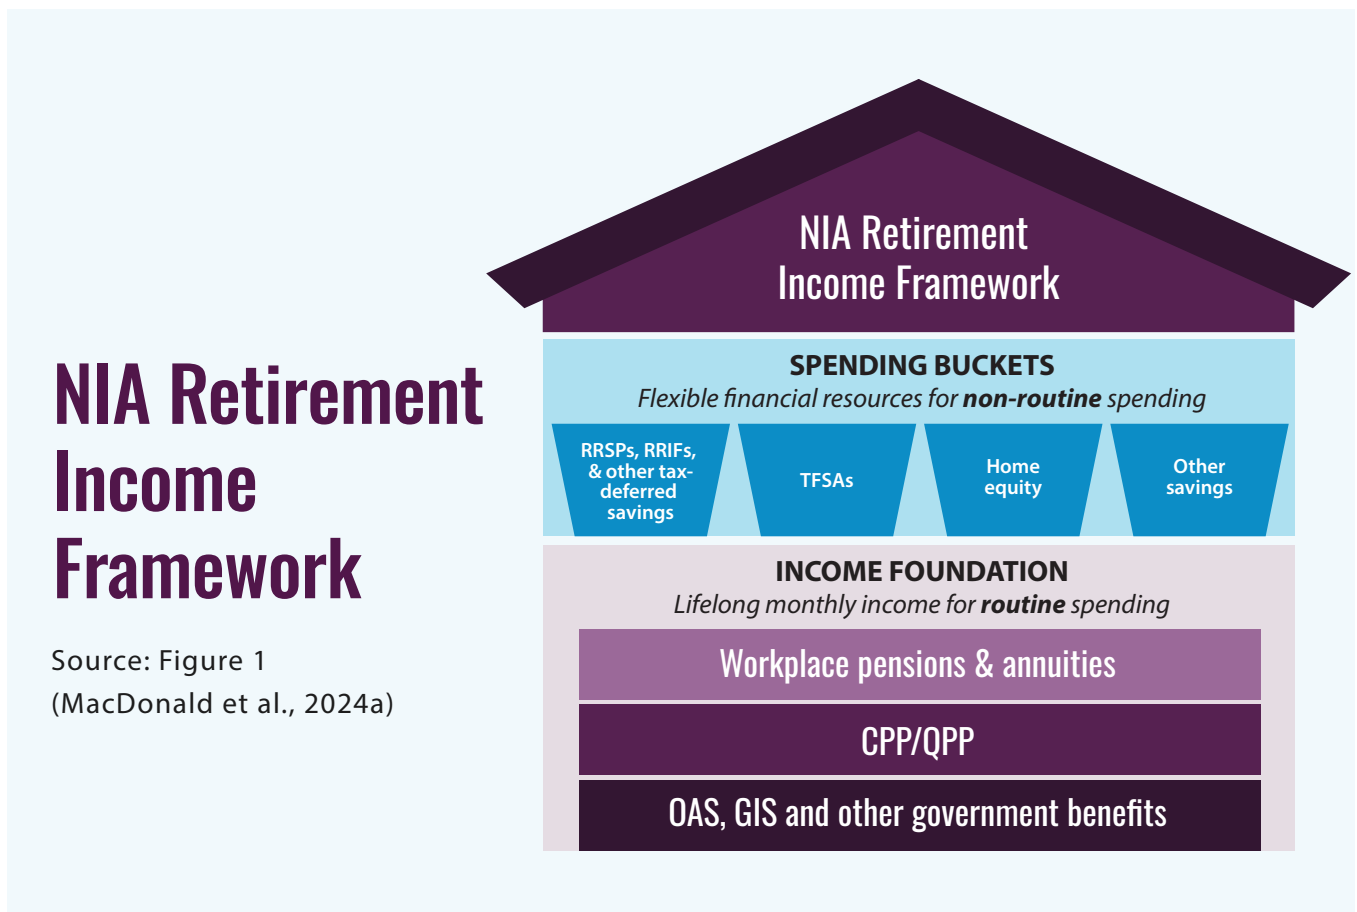 NIA Retirement
Income
Framework
Source: Figure 1
(MacDonald et al., 2024a)
NIA Retirement
Income Framework
SPENDING BUCKETS
Flexible financial resources for non-routine spending
RRSPs, RRIFs,
& other tax-
deferred
savings
TFSAs
Home
equity
Other
savings
INCOME FOUNDATION
Lifelong monthly income for routine spending
Workplace pensions & annuities
CPP/QPP
OAS, GIS and other government benefits